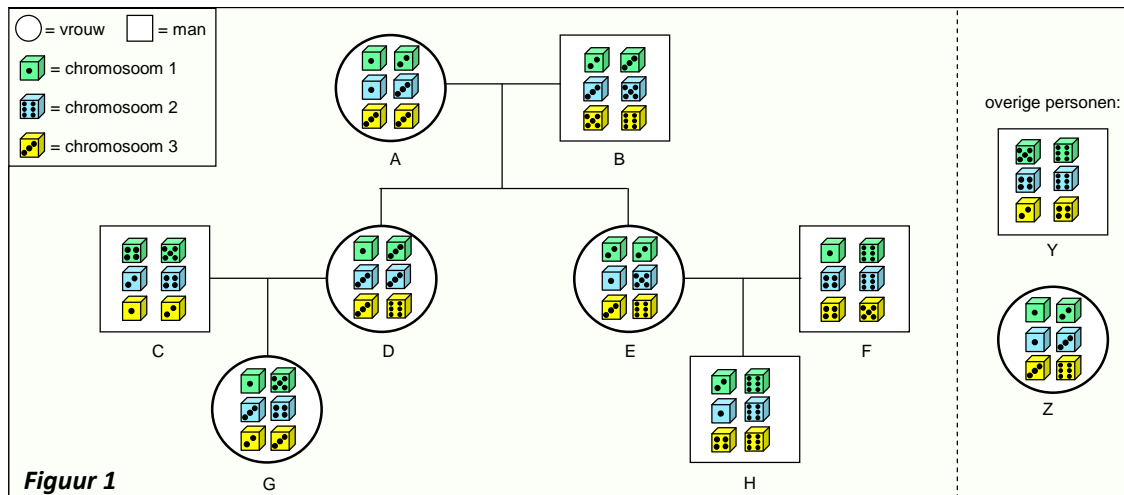 = vrouw = man
= chromosoom 1
= chromosoom 2
= chromosoom 3
A
B
C
D
E
F
G
H
overige personen:
Y
Z
Figuur 1